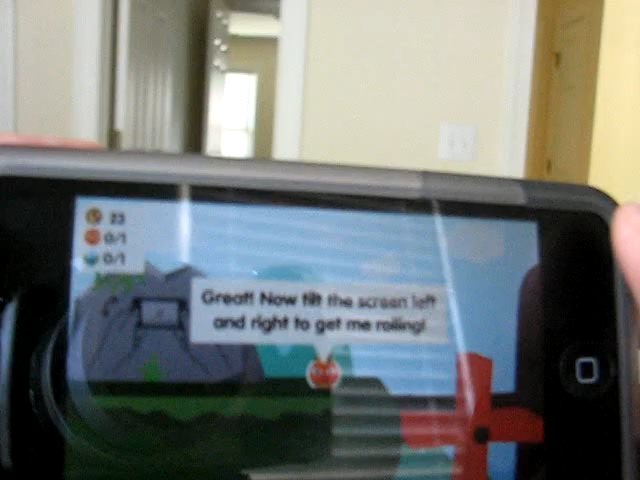 23
0/1
0/1
Great! Now tilt the screen left
and right to get me rolling!